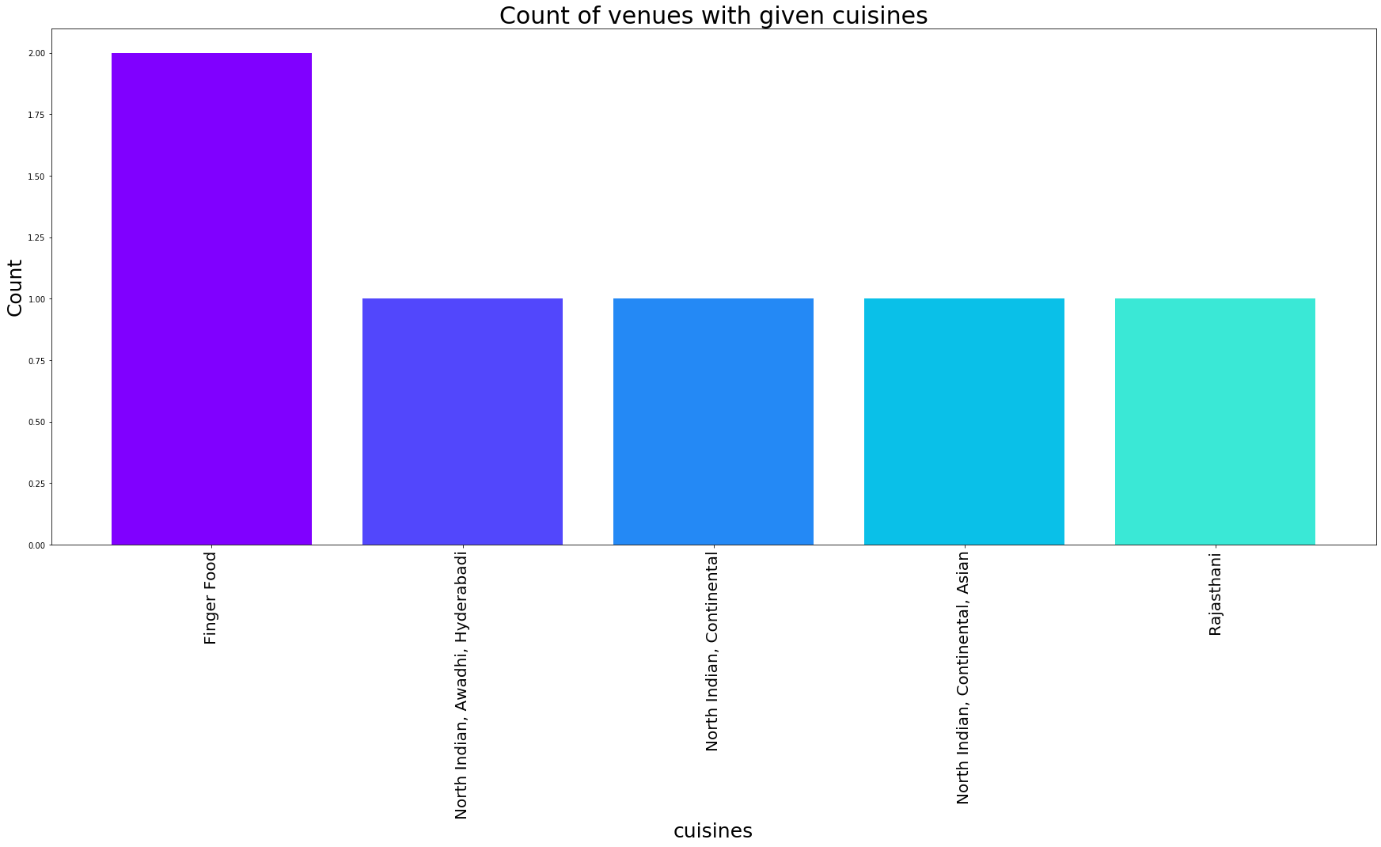 Count of venues with given cuisines
Count
2.00
1.75
1.50
1.25
1.00
0.75
0.50
0.25
0.00
Finger Food
North Indian, Awadhi, Hyderabadi
North Indian, Continental
North Indian, Continental, Asian
Rajasthani
cuisines